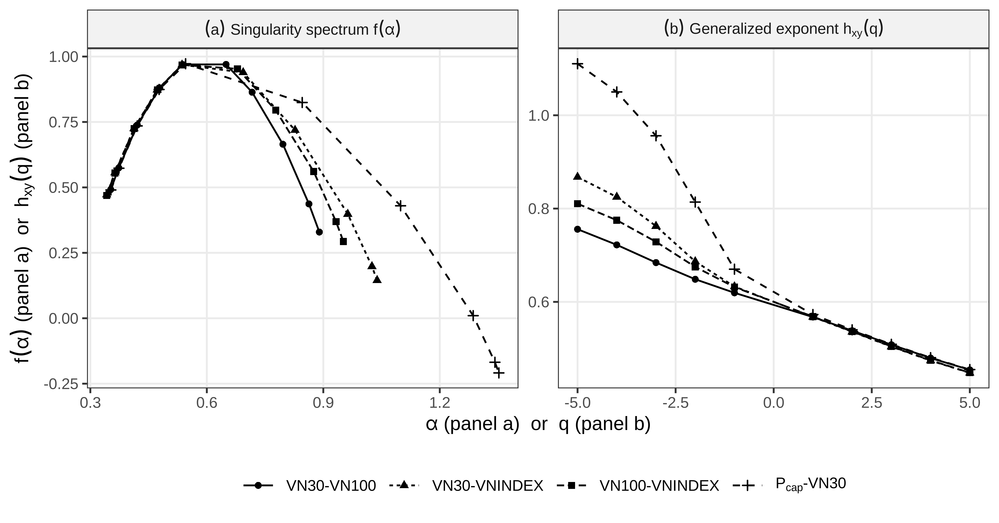 (a) Singularity spectrum f(α)
(b) Generalized exponent hxy(q)
f(α) (panel a) or hxy(q) (panel b)
1.00
0.75
0.50
0.25
0.00
-0.25
0.3 0.6 0.9 1.2
1.0
0.8
0.6
-5.0 -2.5 0.0 2.5 5.0
α (panel a) or q (panel b)
VN30-VN100 VN30-VNINDEX VN100-VNINDEX Pcap-VN30